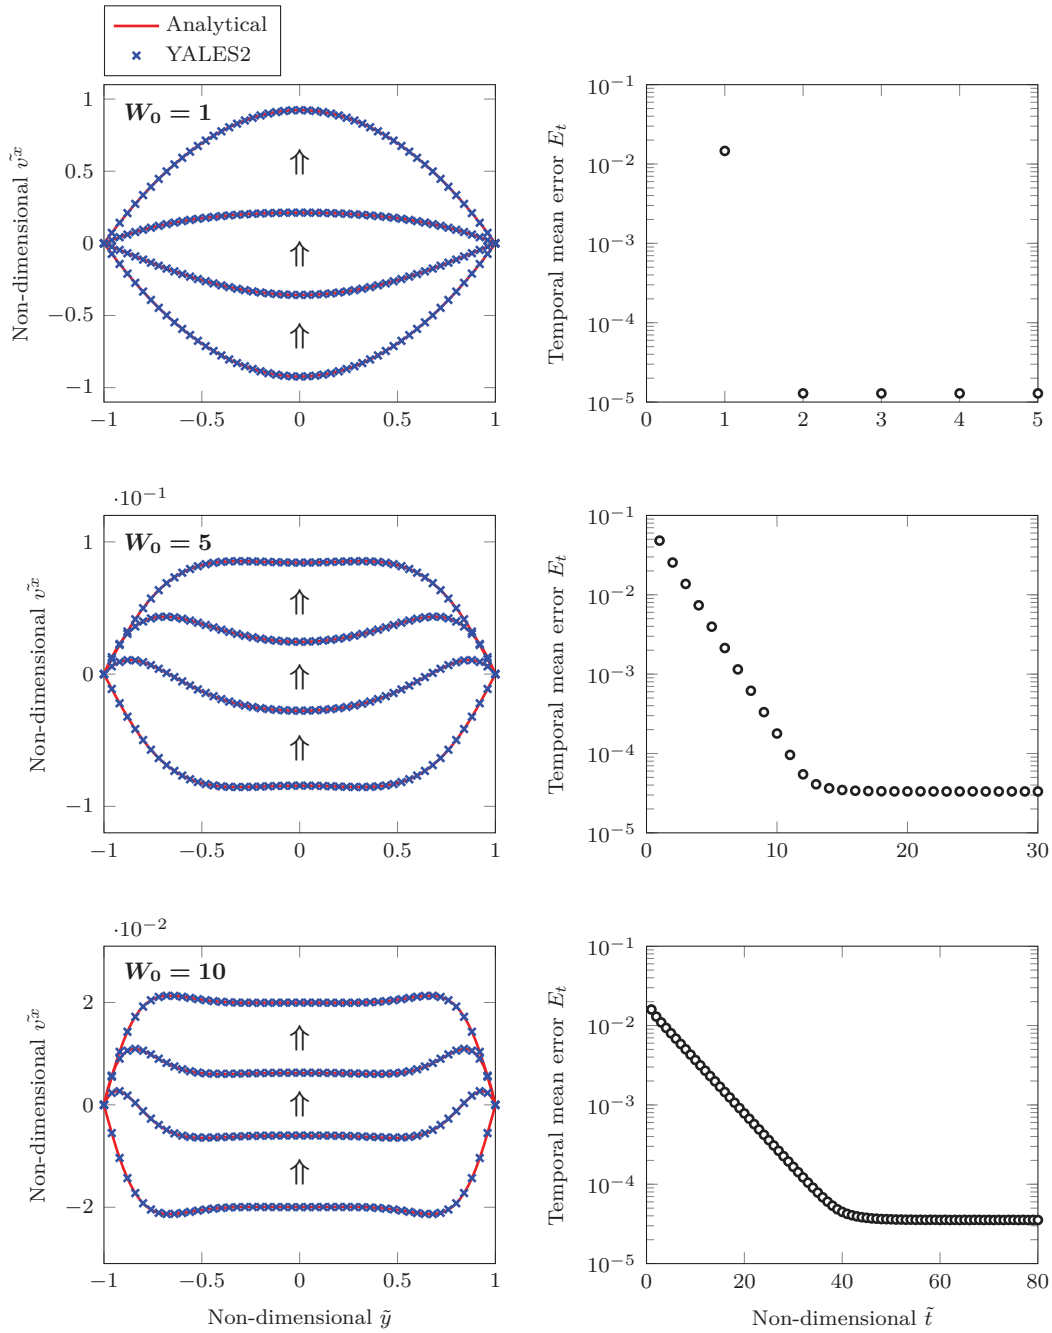 Analytical
YALES2
W₀ = 1
Non-dimensional ṽˣ
1
0.5
0
−0.5
−1
−1 −0.5 0 0.5 1
Temporal mean error Eₜ
10⁻¹
10⁻²
10⁻³
10⁻⁴
10⁻⁵
0 1 2 3 4 5
·10⁻¹
W₀ = 5
Non-dimensional ṽˣ
1
0
−1
−1 −0.5 0 0.5 1
Temporal mean error Eₜ
10⁻¹
10⁻²
10⁻³
10⁻⁴
10⁻⁵
0 10 20 30
·10⁻²
W₀ = 10
Non-dimensional ṽˣ
2
0
−2
−1 −0.5 0 0.5 1
Non-dimensional ỹ
Temporal mean error Eₜ
10⁻¹
10⁻²
10⁻³
10⁻⁴
10⁻⁵
0 20 40 60 80
Non-dimensional t̃